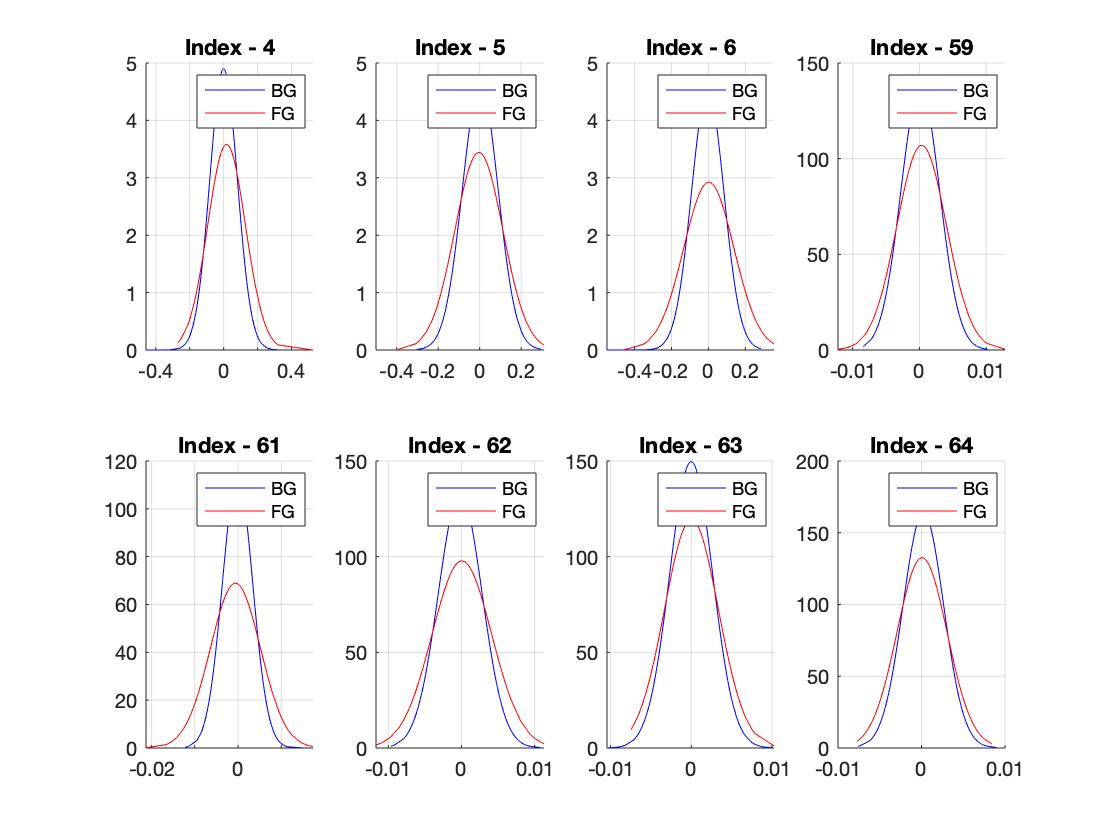 Index - 4
5
4
3
2
1
0
-0.4
0
0.4
BG
FG
Index - 5
5
4
3
2
1
0
-0.4
-0.2
0
0.2
BG
FG
Index - 6
5
4
3
2
1
0
-0.4
-0.2
0
0.2
BG
FG
Index - 59
150
100
50
0
-0.01
0
0.01
BG
FG
Index - 61
120
100
80
60
40
20
0
-0.02
0
BG
FG
Index - 62
150
100
50
0
-0.01
0
0.01
BG
FG
Index - 63
150
100
50
0
-0.01
0
0.01
BG
FG
Index - 64
200
150
100
50
0
-0.01
0
0.01
BG
FG